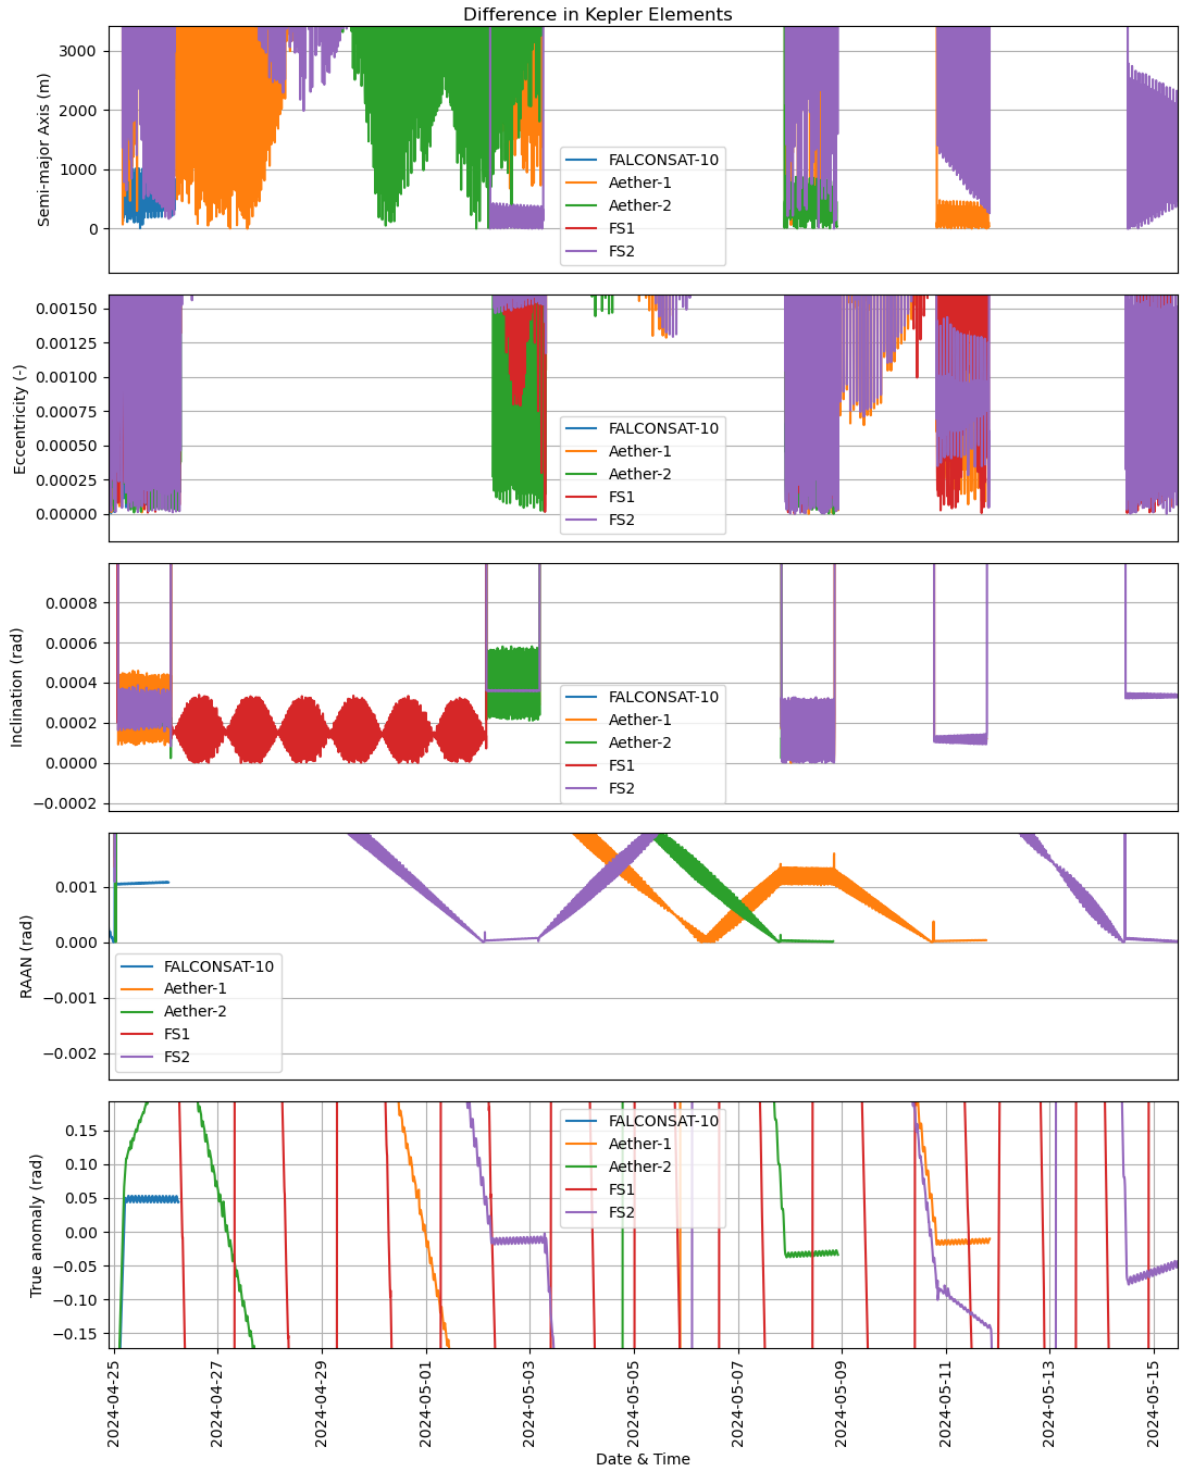 Difference in Kepler Elements
Semi-major Axis (m)
3000
2000
1000
0
FALCONSAT-10
Aether-1
Aether-2
FS1
FS2
Eccentricity (-)
0.00150
0.00125
0.00100
0.00075
0.00050
0.00025
0.00000
FALCONSAT-10
Aether-1
Aether-2
FS1
FS2
Inclination (rad)
0.0008
0.0006
0.0004
0.0002
0.0000
−0.0002
FALCONSAT-10
Aether-1
Aether-2
FS1
FS2
RAAN (rad)
0.001
0.000
−0.001
−0.002
FALCONSAT-10
Aether-1
Aether-2
FS1
FS2
True anomaly (rad)
0.15
0.10
0.05
0.00
−0.05
−0.10
−0.15
FALCONSAT-10
Aether-1
Aether-2
FS1
FS2
2024-04-25
2024-04-27
2024-04-29
2024-05-01
2024-05-03
2024-05-05
2024-05-07
2024-05-09
2024-05-11
2024-05-13
2024-05-15
Date & Time